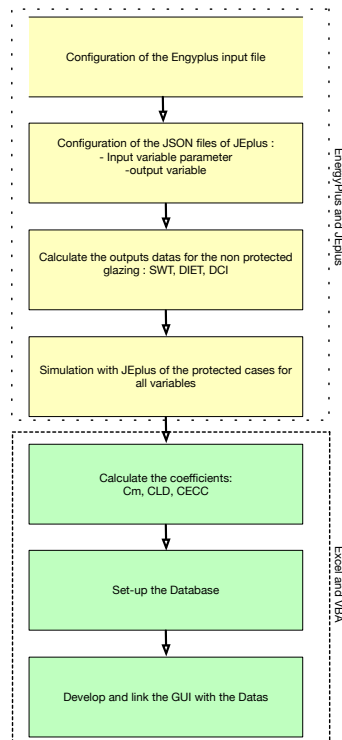 Configuration of the Engyplus input file
Configuration of the JSON files of JEplus :
- Input variable parameter
-output variable
Calculate the outputs datas for the non protected
glazing : SWT, DIET, DCI
Simulation with JEplus of the protected cases for
all variables
EnergyPlus and JEplus
Calculate the coefficients:
Cm, CLD, CECC
Set-up the Database
Develop and link the GUI with the Datas
Excel and VBA